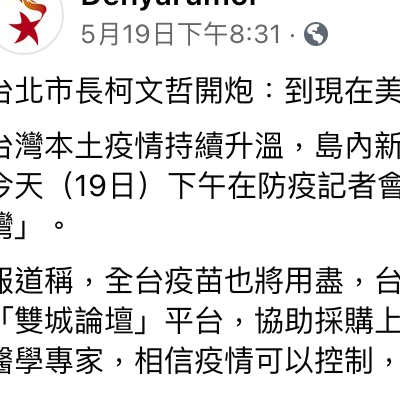 5月19日下午8:31 ·
台北市長柯文哲開炮：到現在美
台灣本土疫情持續升溫，島內新
今天（19日）下午在防疫記者會
灣」。
報道稱，全台疫苗也將用盡，台
「雙城論壇」平台，協助採購上
醫學專家，相信疫情可以控制，